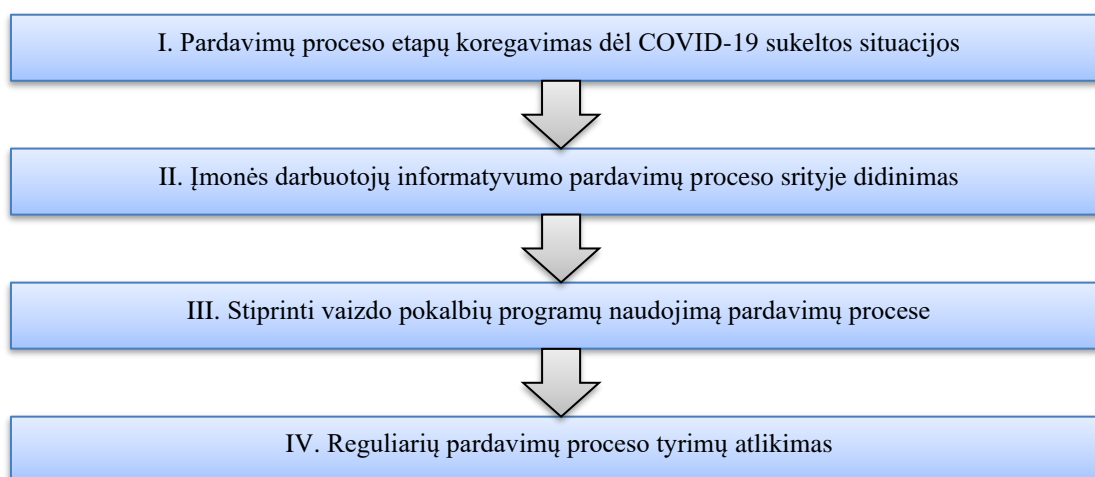 I. Pardavimų proceso etapų koregavimas dėl COVID-19 sukeltos situacijos
II. Įmonės darbuotojų informatyvumo pardavimų proceso srityje didinimas
III. Stiprinti vaizdo pokalbių programų naudojimą pardavimų procese
IV. Reguliarių pardavimų proceso tyrimų atlikimas